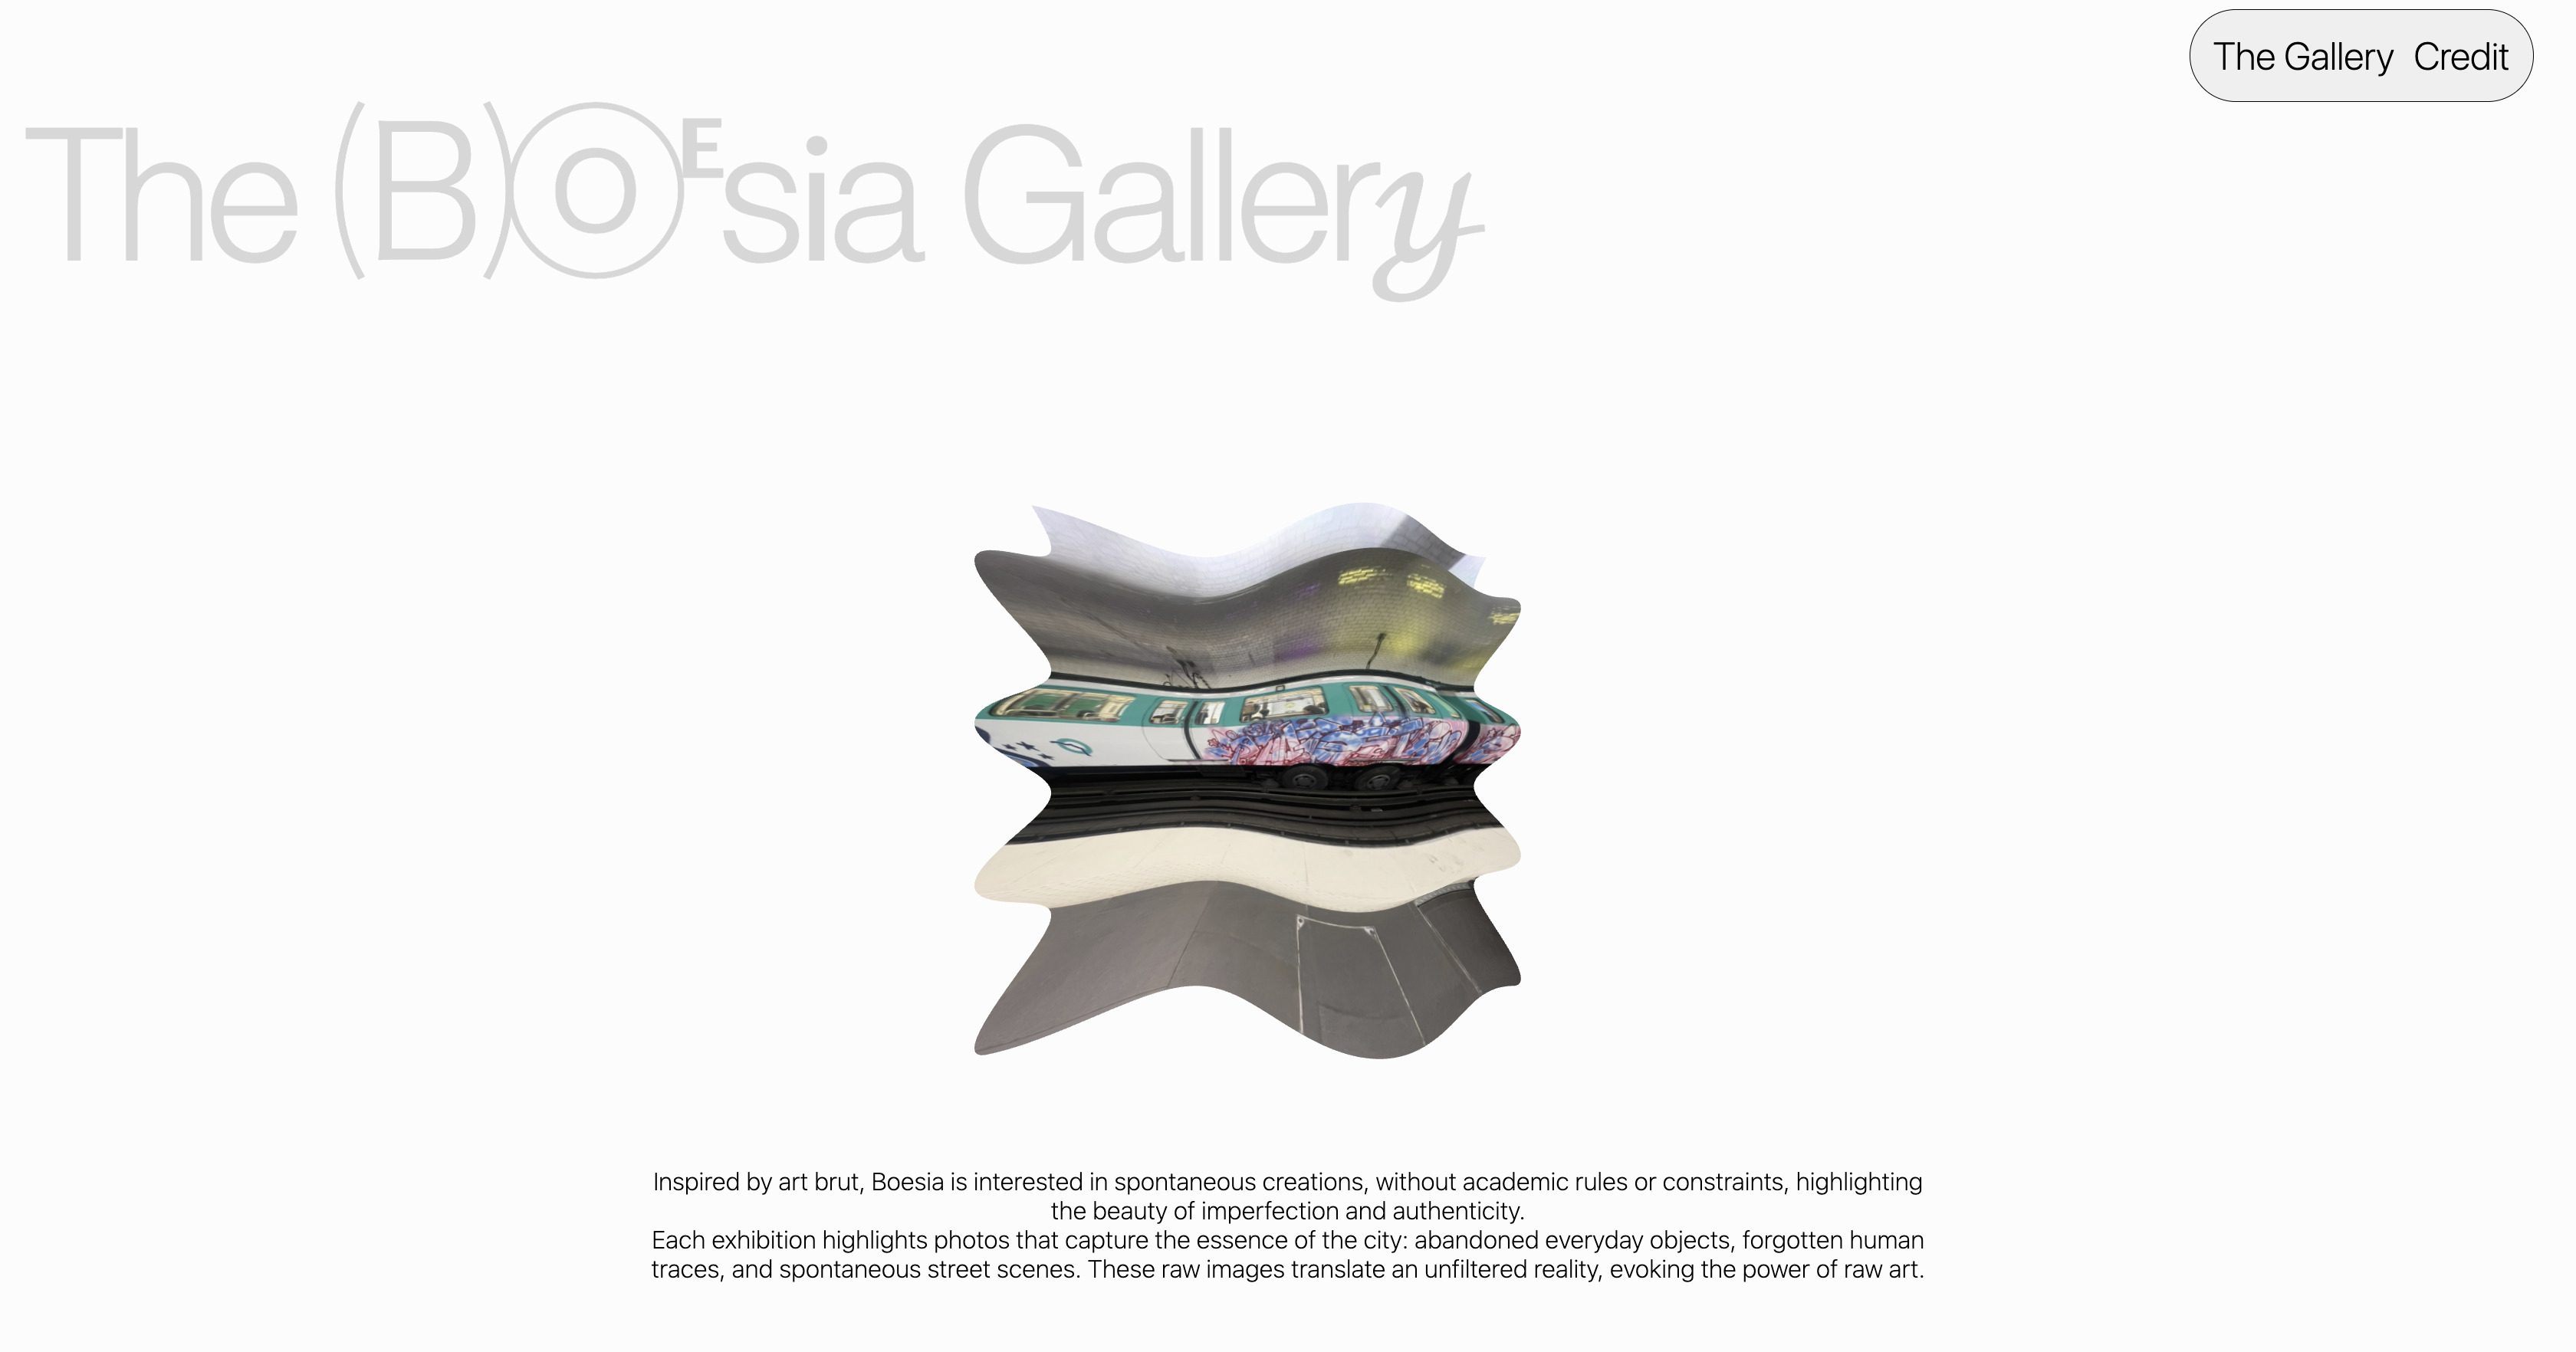 The Gallery Credit
The (B)OEsia Gallery
Inspired by art brut, Boesia is interested in spontaneous creations, without academic rules or constraints, highlighting
the beauty of imperfection and authenticity.
Each exhibition highlights photos that capture the essence of the city: abandoned everyday objects, forgotten human
traces, and spontaneous street scenes. These raw images translate an unfiltered reality, evoking the power of raw art.